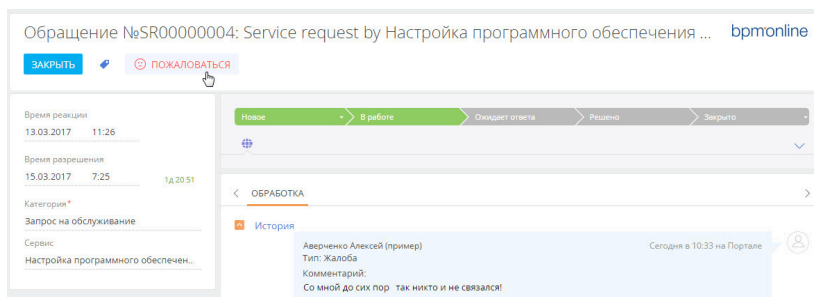 Обращение №SR00000004: Service request by Настройка программного обеспечения ...
bpmonline
ЗАКРЫТЬ
ПОЖАЛОВАТЬСЯ
Время реакции
13.03.2017 11:26
Время разрешения
15.03.2017 7:25 1д 20:51
Категория*
Запрос на обслуживание
Сервис
Настройка программного обеспечен..
Новое
В работе
Ожидает ответа
Решено
Закрыто
ОБРАБОТКА
История
Аверченко Алексей (пример) Сегодня в 10:33 на Портале
Тип: Жалоба
Комментарий:
Со мной до сих пор так никто и не связался!